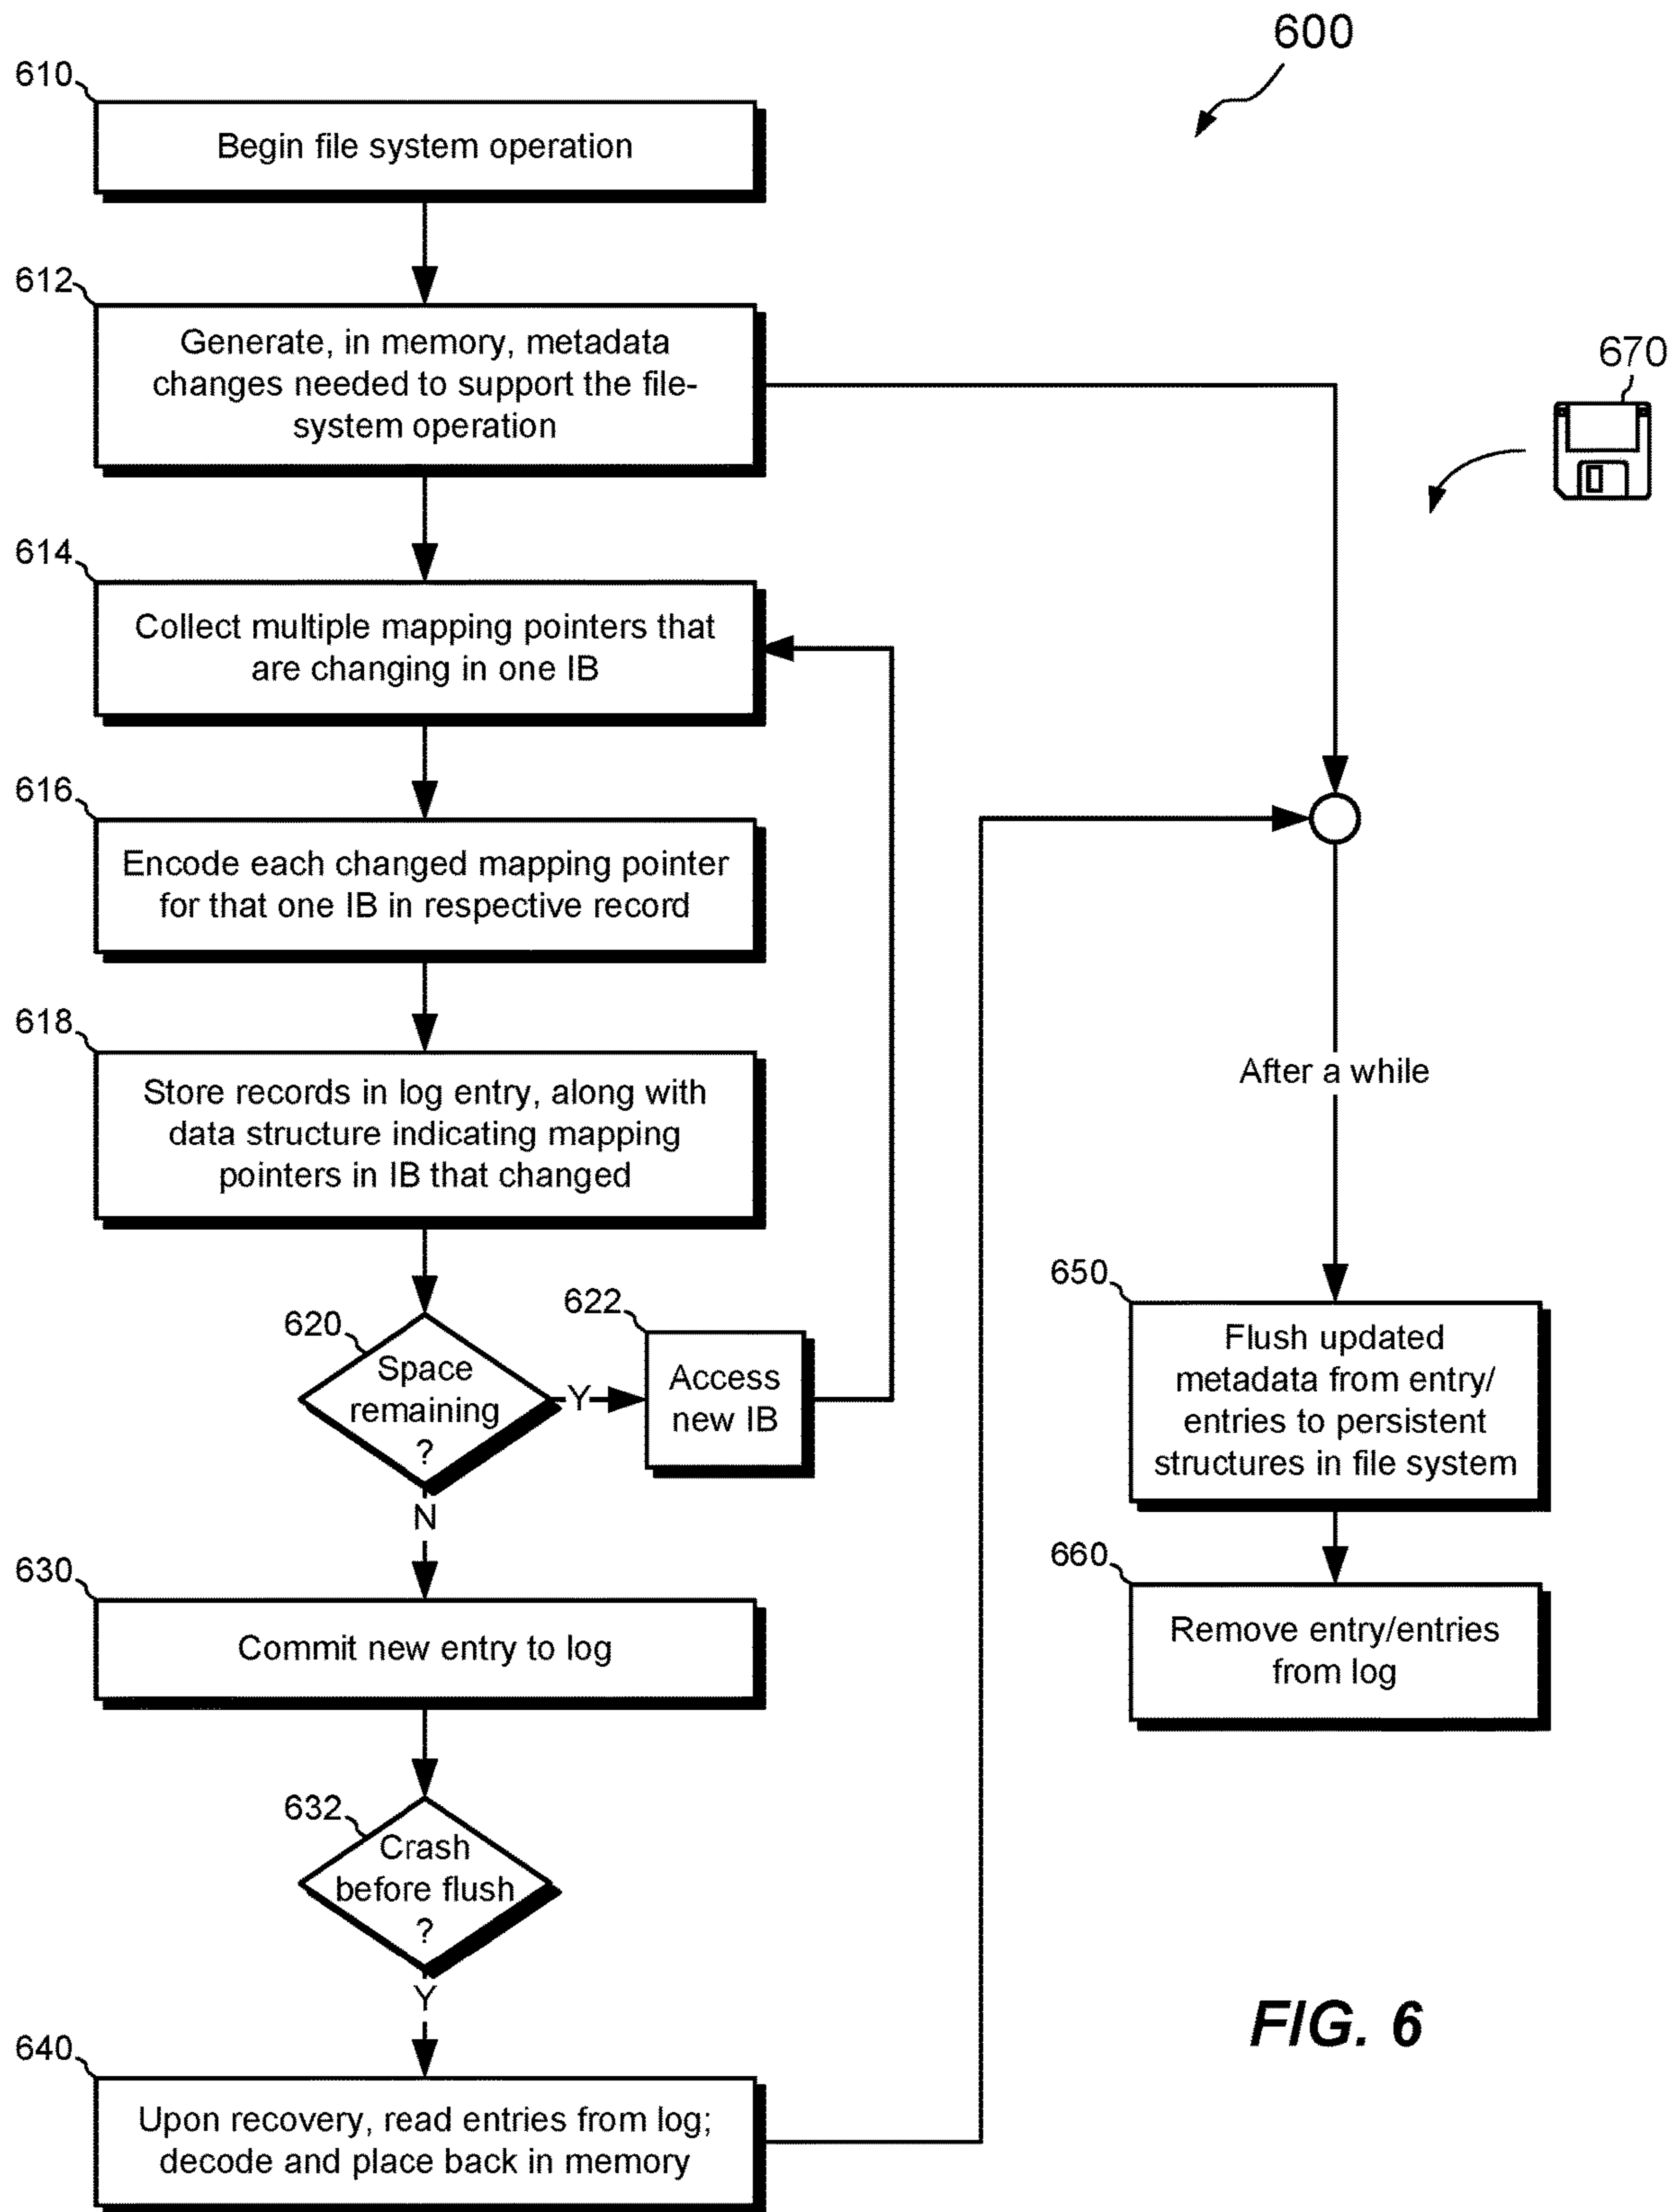 600
610
Begin file system operation
612
Generate, in memory, metadata
changes needed to support the file-
system operation
670
614
Collect multiple mapping pointers that
are changing in one IB
616
Encode each changed mapping pointer
for that one IB in respective record
618
Store records in log entry, along with
data structure indicating mapping
pointers in IB that changed
After a while
620
Space
remaining
?
Y
622
Access
new IB
N
650
Flush updated
metadata from entry/
entries to persistent
structures in file system
660
Remove entry/entries
from log
630
Commit new entry to log
632
Crash
before flush
?
Y
640
Upon recovery, read entries from log;
decode and place back in memory
FIG. 6